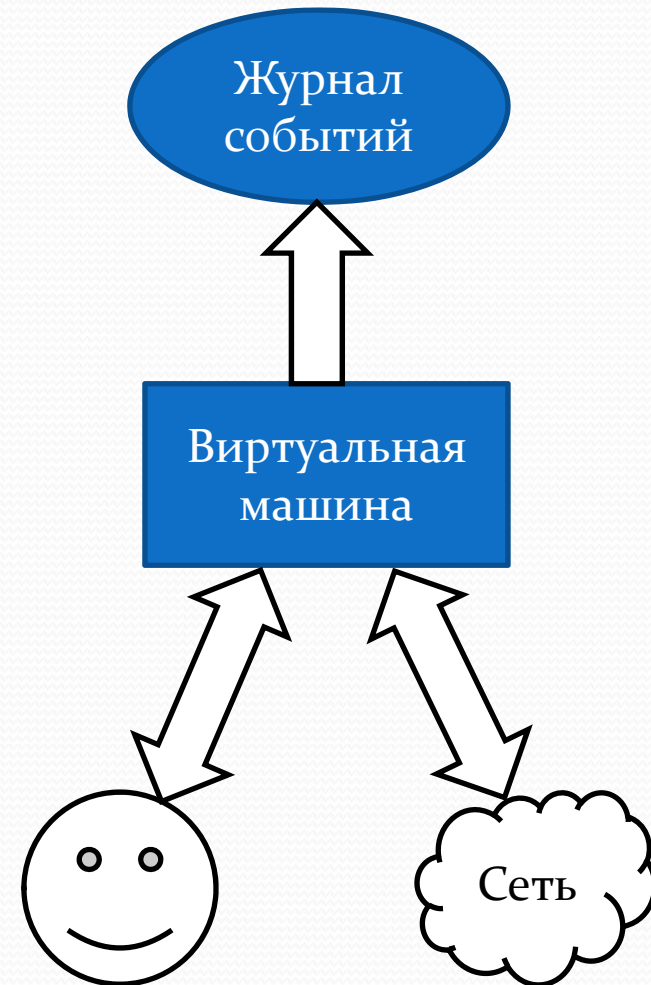 Журнал
событий
Виртуальная
машина
Сеть